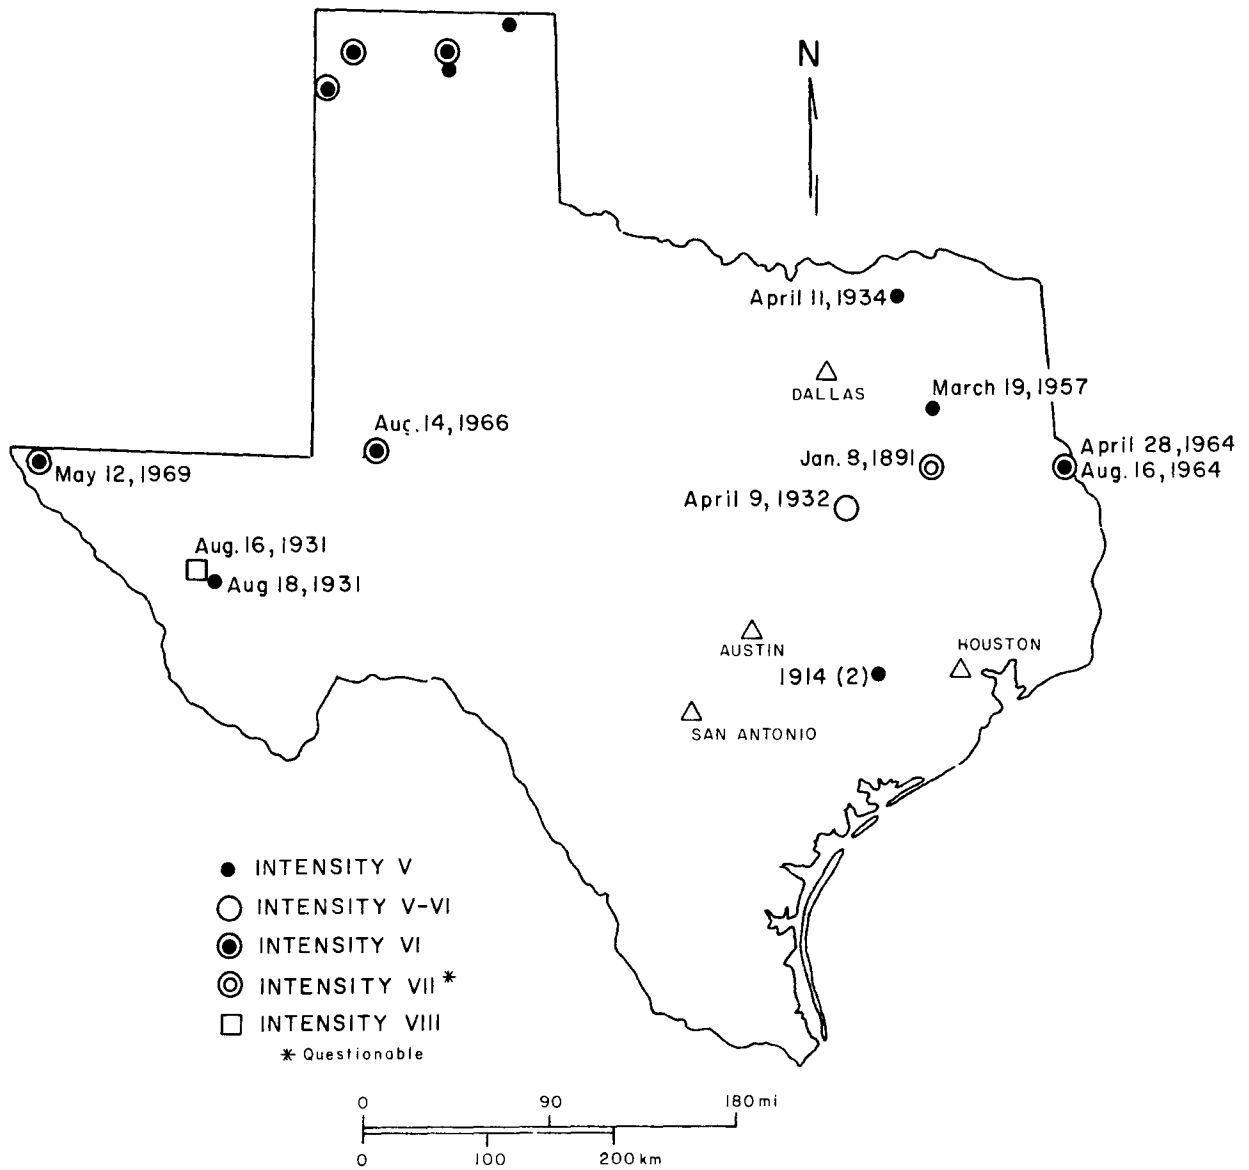 N
April 11, 1934
DALLAS
March 19, 1957
Aug. 14, 1966
April 28, 1964
Jan. 8, 1891
Aug. 16, 1964
May 12, 1969
April 9, 1932
Aug. 16, 1931
Aug 18, 1931
AUSTIN
HOUSTON
1914 (2)
SAN ANTONIO
INTENSITY V
INTENSITY V-VI
INTENSITY VI
INTENSITY VII *
INTENSITY VIII
* Questionable
0 90 180 mi
0 100 200 km